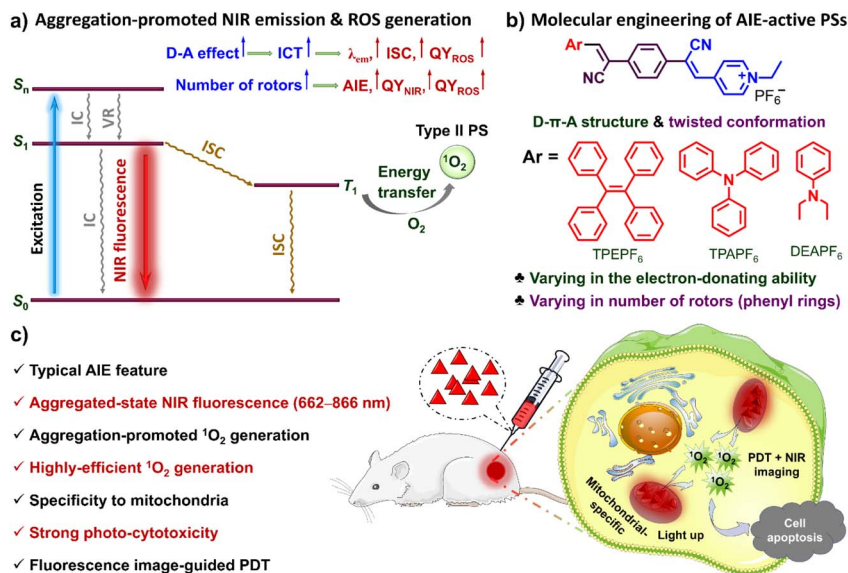 a) Aggregation-promoted NIR emission & ROS generation
D-A effect ↑ ⟹ ICT ↑ ⟹ λem,↑ ISC,↑ QYROS ↑
Number of rotors ↑ ⟹ AIE,↑ QYNIR,↑ QYROS ↑
Sn
IC
VR
S1
ISC
Type II PS
¹O₂
Energy
transfer
T1
O₂
Excitation
IC
NIR fluorescence
ISC
S0
b) Molecular engineering of AIE-active PSs
Ar
CN
CN
N+
PF₆⁻
D-π-A structure & twisted conformation
Ar =
N
N
TPEPF₆
TPAPF₆
DEAPF₆
♣ Varying in the electron-donating ability
♣ Varying in number of rotors (phenyl rings)
c)
✓ Typical AIE feature
✓ Aggregated-state NIR fluorescence (662–866 nm)
✓ Aggregation-promoted ¹O₂ generation
✓ Highly-efficient ¹O₂ generation
✓ Specificity to mitochondria
✓ Strong photo-cytotoxicity
✓ Fluorescence image-guided PDT
¹O₂
¹O₂
¹O₂
PDT + NIR
imaging
Mitochondrial-
specific
Light up
Cell
apoptosis